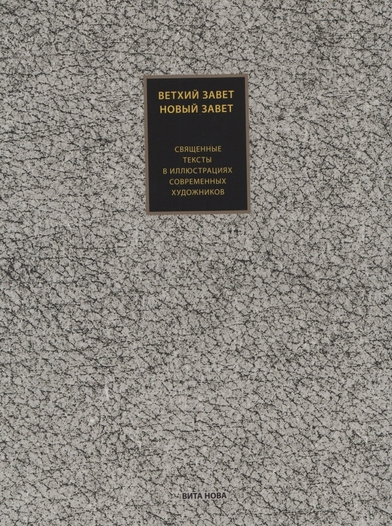 ВЕТХИЙ ЗАВЕТ
НОВЫЙ ЗАВЕТ
СВЯЩЕННЫЕ
ТЕКСТЫ
В ИЛЛЮСТРАЦИЯХ
СОВРЕМЕННЫХ
ХУДОЖНИКОВ
ВИТА НОВА